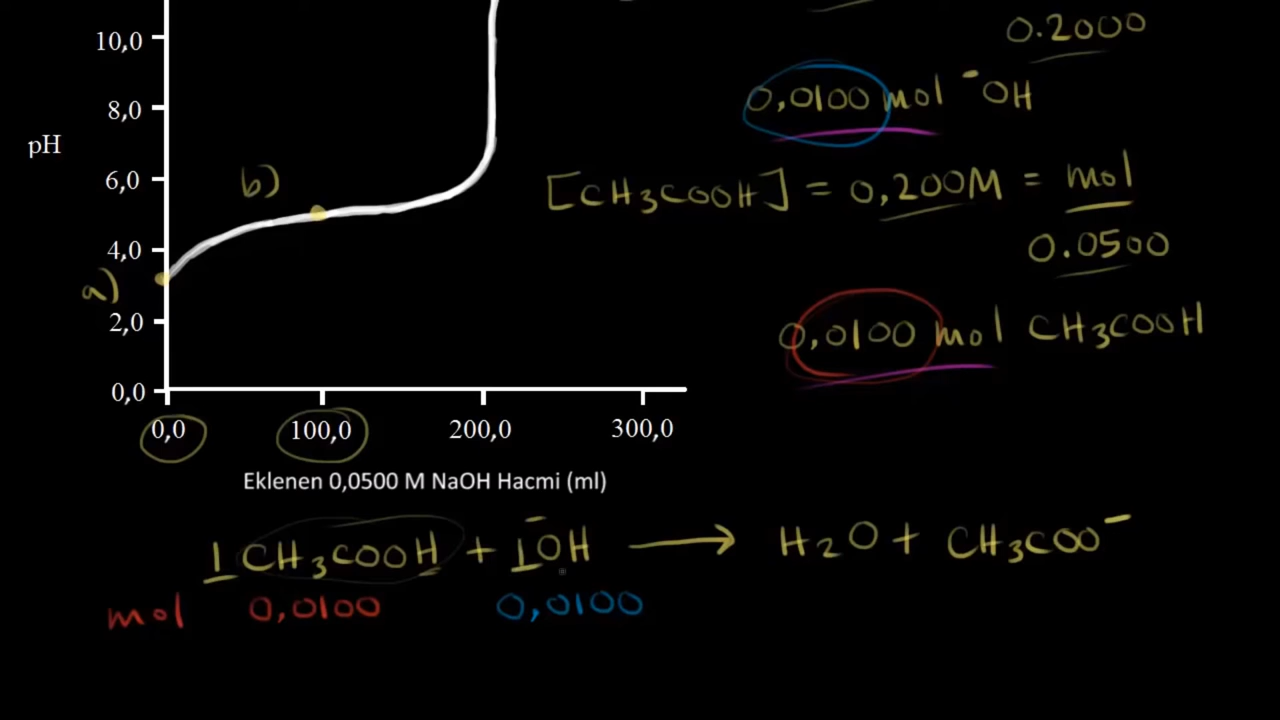 10,0
8,0
pH
6,0
4,0
2,0
0,0
0,0 100,0 200,0 300,0
Eklenen 0,0500 M NaOH Hacmi (ml)
a)
b)
0.2000
0,0100 mol ⁻OH
[CH₃COOH] = 0,200M = mol
0.0500
0,0100 mol CH₃COOH
1 CH₃COOH + 1 ⁻OH → H₂O + CH₃COO⁻
mol 0,0100 0,0100